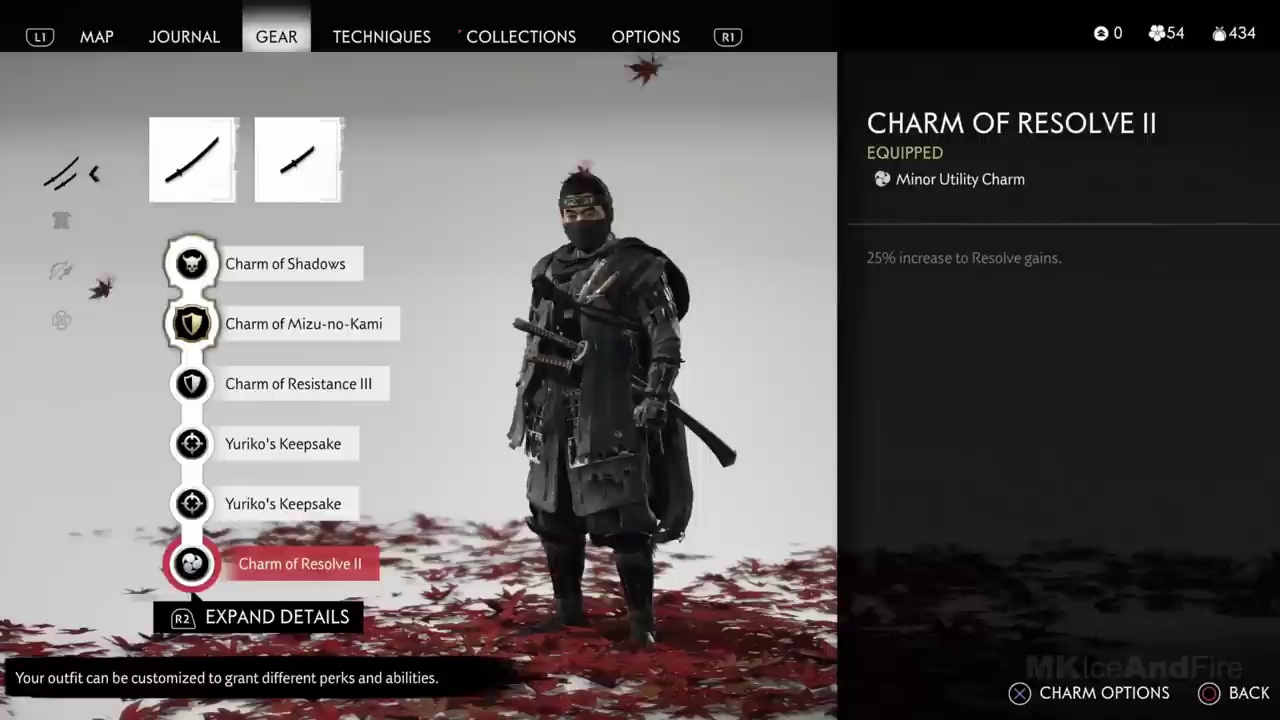 L1 MAP JOURNAL GEAR TECHNIQUES COLLECTIONS OPTIONS R1 0 54 434
CHARM OF RESOLVE II
EQUIPPED
Minor Utility Charm
25% increase to Resolve gains.
Charm of Shadows
Charm of Mizu-no-Kami
Charm of Resistance III
Yuriko's Keepsake
Yuriko's Keepsake
Charm of Resolve II
R2 EXPAND DETAILS
Your outfit can be customized to grant different perks and abilities.
MKIceAndFire
CHARM OPTIONS BACK